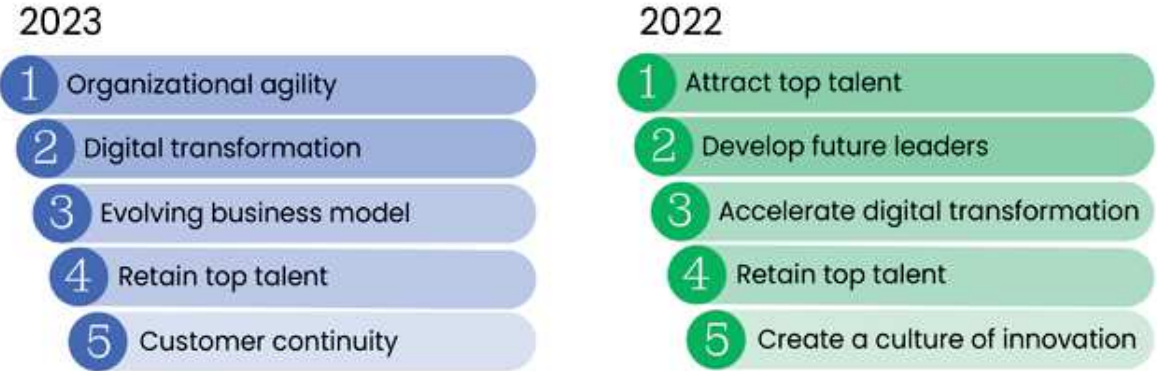 2023
1 Organizational agility
2 Digital transformation
3 Evolving business model
4 Retain top talent
5 Customer continuity
2022
1 Attract top talent
2 Develop future leaders
3 Accelerate digital transformation
4 Retain top talent
5 Create a culture of innovation